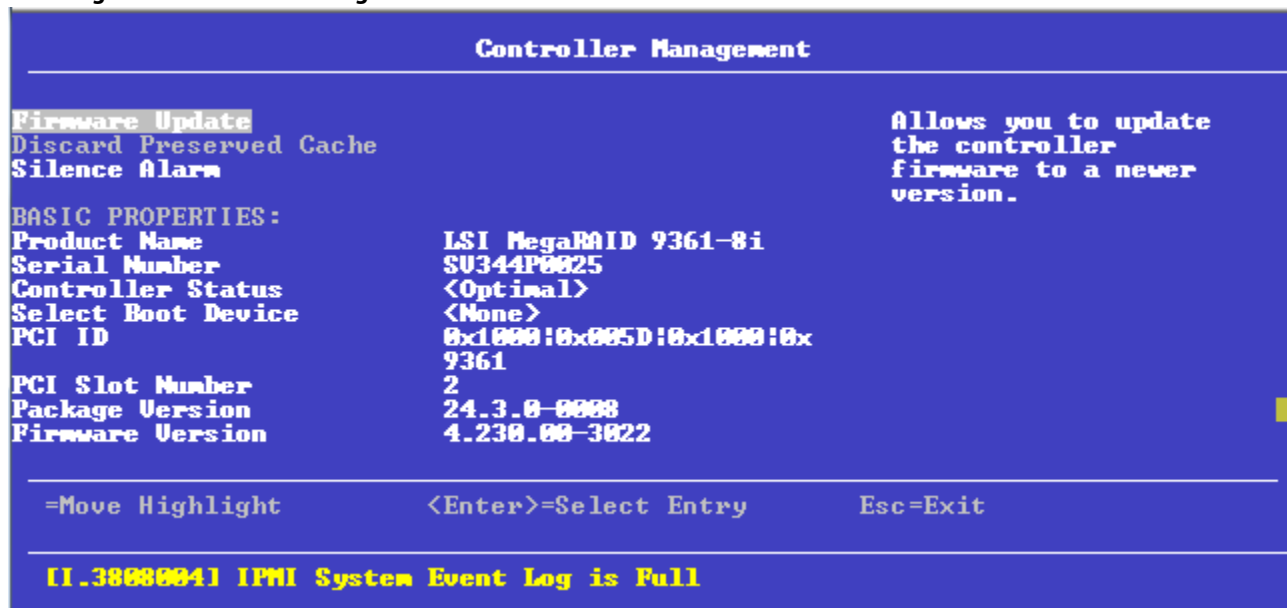 Controller Management
Firmware Update
Allows you to update
Discard Preserved Cache
the controller
Silence Alarm
firmware to a newer
version.
BASIC PROPERTIES:
Product Name LSI MegaRAID 9361-8i
Serial Number SV344P0025
Controller Status <Optimal>
Select Boot Device <None>
PCI ID 0x1000:0x005D:0x1000:0x
9361
PCI Slot Number 2
Package Version 24.3.0-0008
Firmware Version 4.230.00-3022
=Move Highlight <Enter>=Select Entry Esc=Exit
[I.3808004] IPMI System Event Log is Full